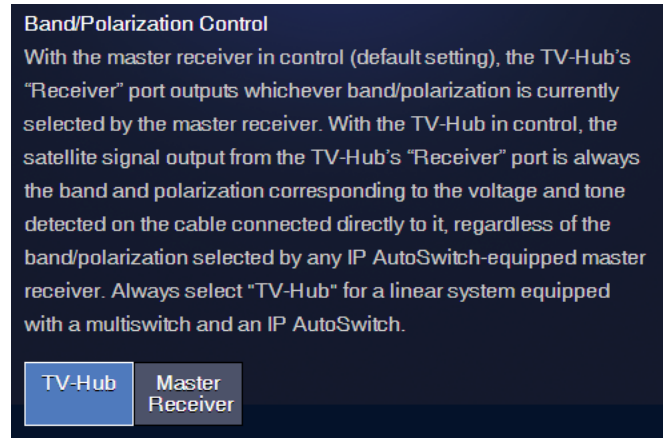 Band/Polarization Control
With the master receiver in control (default setting), the TV-Hub's
“Receiver” port outputs whichever band/polarization is currently
selected by the master receiver. With the TV-Hub in control, the
satellite signal output from the TV-Hub's “Receiver” port is always
the band and polarization corresponding to the voltage and tone
detected on the cable connected directly to it, regardless of the
band/polarization selected by any IP AutoSwitch-equipped master
receiver. Always select "TV-Hub" for a linear system equipped
with a multiswitch and an IP AutoSwitch.
TV-Hub
Master
Receiver